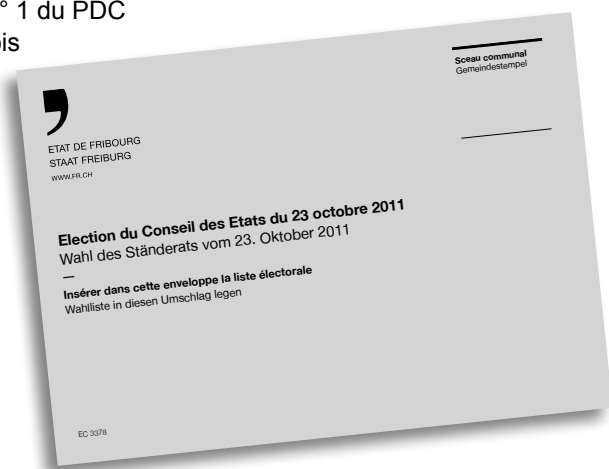 ° 1 du PDC
ois
ETAT DE FRIBOURG
STAAT FREIBURG
WWW.FR.CH
Sceau communal
Gemeindestempel
Election du Conseil des Etats du 23 octobre 2011
Wahl des Ständerats vom 23. Oktober 2011
—
Insérer dans cette enveloppe la liste électorale
Wahlliste in diesen Umschlag legen
EC 3378